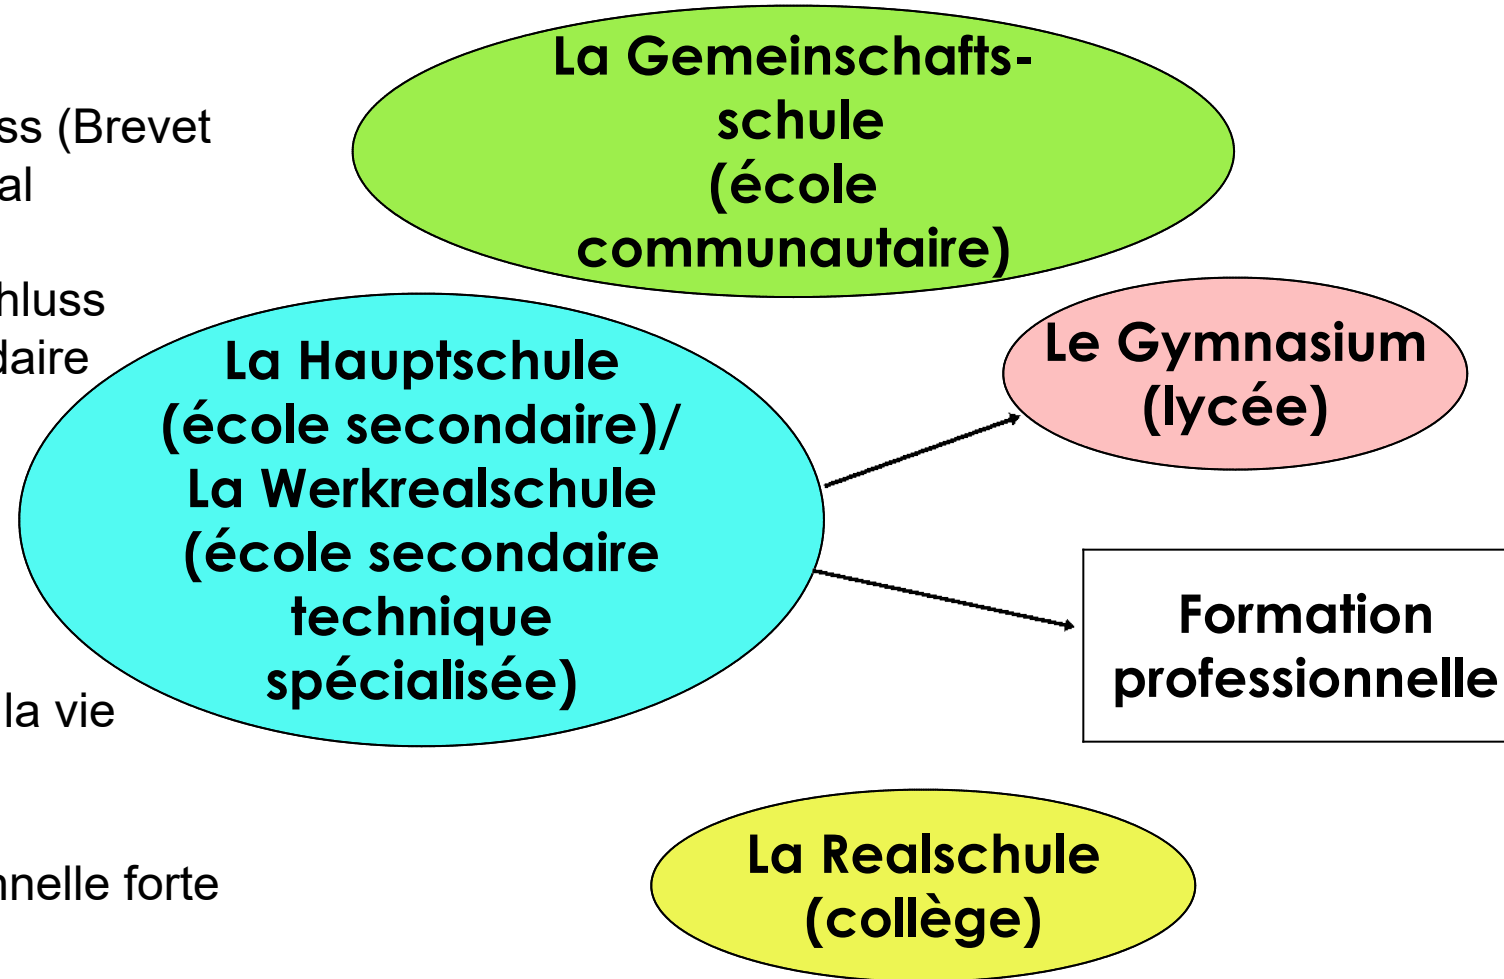 La Gemeinschafts-
schule
(école
communautaire)
ss (Brevet
al
hluss
daire
La Hauptschule
(école secondaire)/
La Werkrealschule
(école secondaire
technique
spécialisée)
Le Gymnasium
(lycée)
Formation
professionnelle
la vie
nnelle forte
La Realschule
(collège)